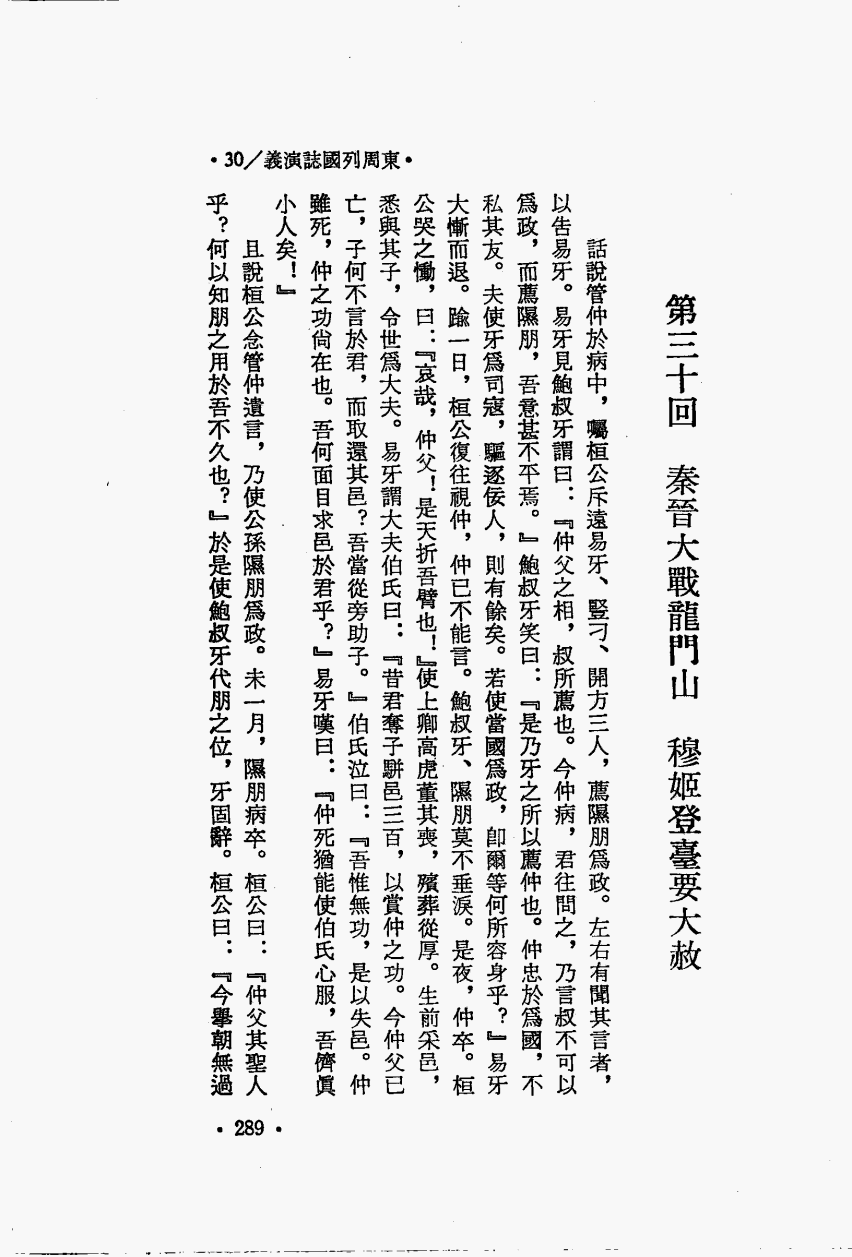 ·30/義演誌國列周東·
第三十回　秦晉大戰龍門山　穆姬登臺要大赦
話說管仲於病中，囑桓公斥遠易牙、豎刁、開方三人，薦隰朋爲政。左右有聞其言者，
以告易牙。易牙見鮑叔牙謂曰：『仲父之相，叔所薦也。今仲病，君往問之，乃言叔不可以
爲政，而薦隰朋，吾意甚不平焉。』鮑叔牙笑曰：『是乃牙之所以薦仲也。仲忠於爲國，不
私其友。夫使牙爲司寇，驅逐佞人，則有餘矣。若使當國爲政，卽爾等何所容身乎？』易牙
大慚而退。踰一日，桓公復往視仲，仲已不能言。鮑叔牙、隰朋莫不垂淚。是夜，仲卒。桓
公哭之慟，曰：『哀哉，仲父！是天折吾臂也！』使上卿高虎董其喪，殯葬從厚。生前采邑，
悉與其子，令世爲大夫。易牙謂大夫伯氏曰：『昔君奪子駢邑三百，以賞仲之功。今仲父已
亡，子何不言於君，而取還其邑？吾當從旁助子。』伯氏泣曰：『吾惟無功，是以失邑。仲
雖死，仲之功尙在也。吾何面目求邑於君乎？』易牙嘆曰：『仲死猶能使伯氏心服，吾儕眞
小人矣！』
且說桓公念管仲遺言，乃使公孫隰朋爲政。未一月，隰朋病卒。桓公曰：『仲父其聖人
乎？何以知朋之用於吾不久也？』於是使鮑叔牙代朋之位，牙固辭。桓公曰：『今舉朝無過
·289·